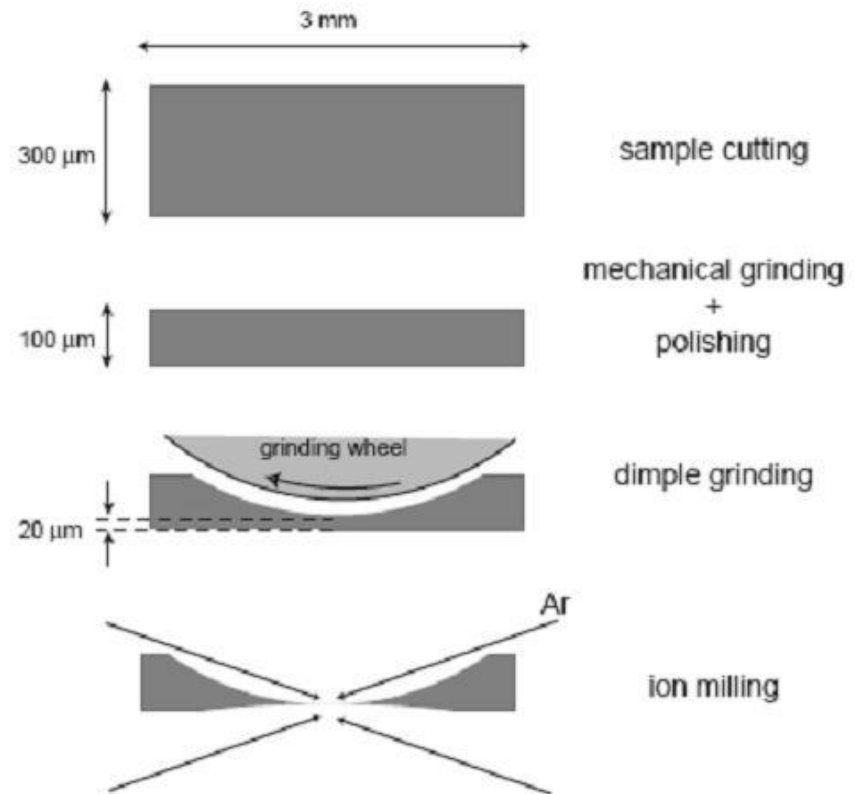 3 mm
300 μm
sample cutting
mechanical grinding
+
polishing
100 μm
grinding wheel
dimple grinding
20 μm
Ar
ion milling